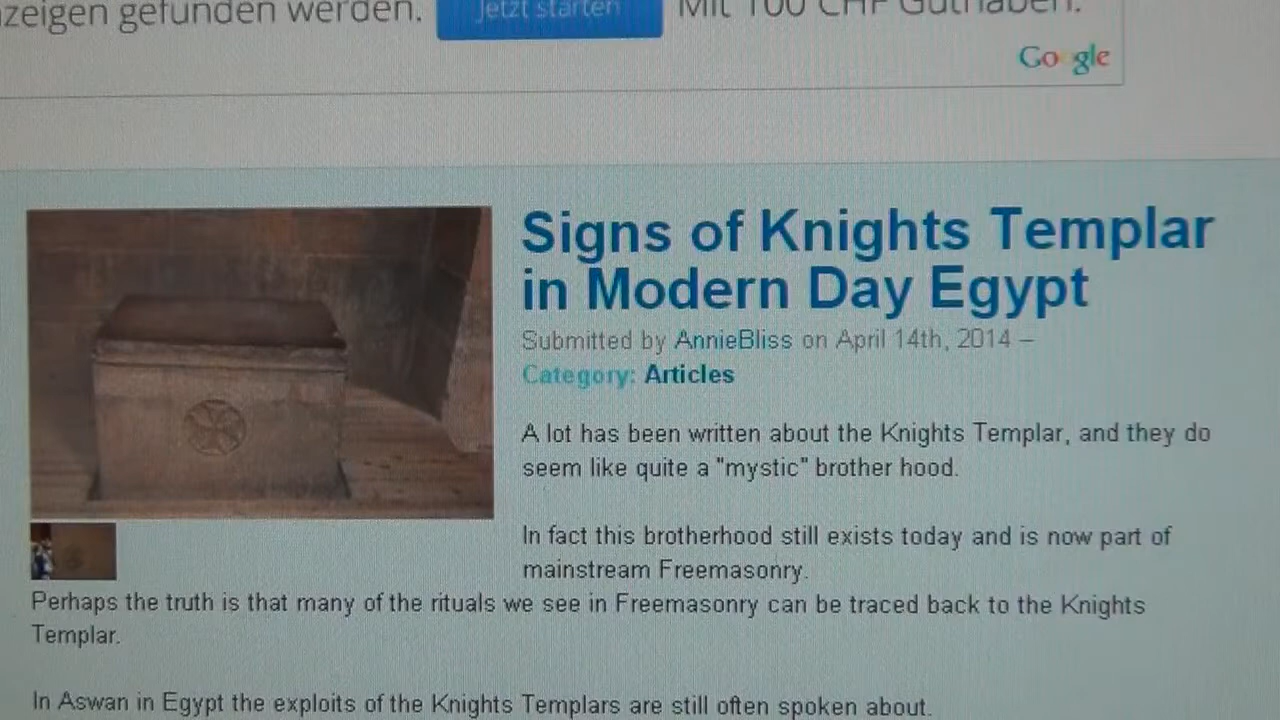 nzeigen gefunden werden. Jetzt starten Mit 100 CHF Guthaben.
Google
Signs of Knights Templar
in Modern Day Egypt
Submitted by AnnieBliss on April 14th, 2014 –
Category: Articles
A lot has been written about the Knights Templar, and they do
seem like quite a "mystic" brother hood.
In fact this brotherhood still exists today and is now part of
mainstream Freemasonry.
Perhaps the truth is that many of the rituals we see in Freemasonry can be traced back to the Knights
Templar.
In Aswan in Egypt the exploits of the Knights Templars are still often spoken about.